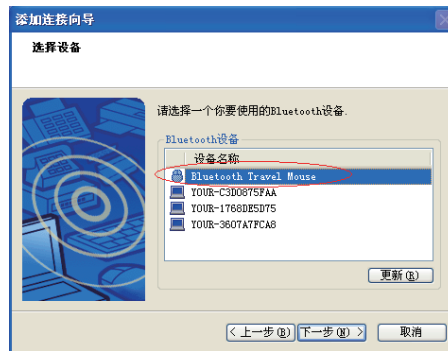 添加连接向导
选择设备
请选择一个你要使用的Bluetooth设备.
Bluetooth设备
设备名称
Bluetooth Travel Mouse
YOUR-C3D0875FAA
YOUR-1768DE5D75
YOUR-3607A7FCA8
更新(R)
< 上一步(B) 下一步(N) > 取消